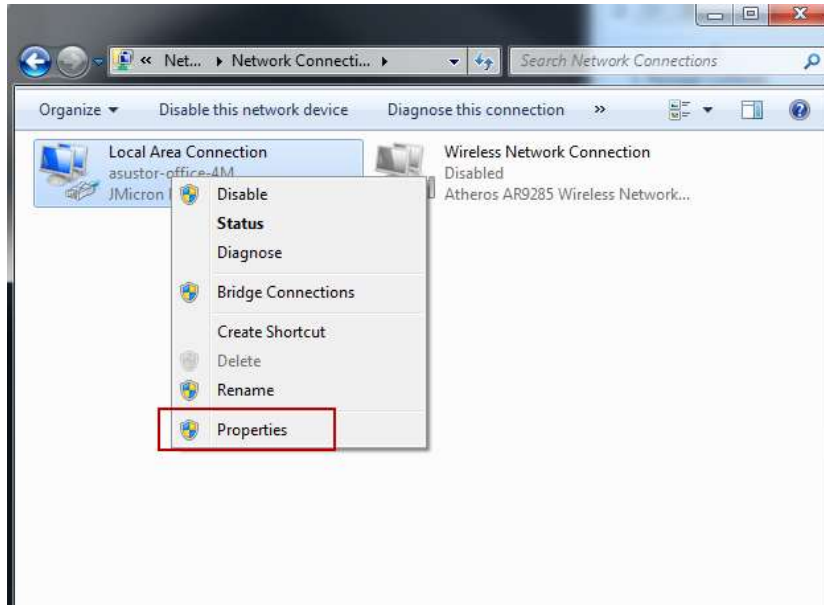 « Net... Network Connecti... Search Network Connections
Organize Disable this network device Diagnose this connection »
Local Area Connection
asustor-office-4M
JMicron
Wireless Network Connection
Disabled
Atheros AR9285 Wireless Network...
Disable
Status
Diagnose
Bridge Connections
Create Shortcut
Delete
Rename
Properties